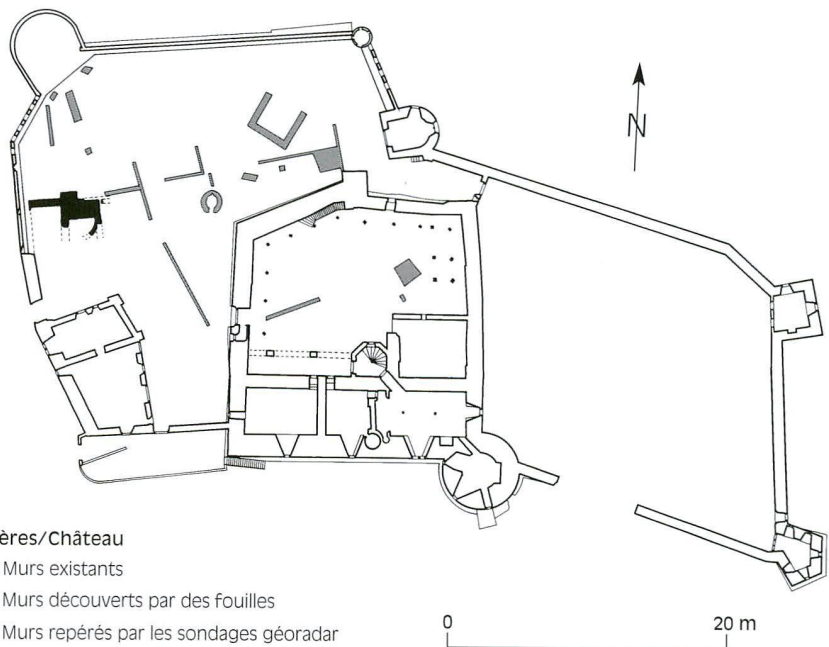 N
ères/Château
Murs existants
Murs découverts par des fouilles
Murs repérés par les sondages géoradar
0 20 m